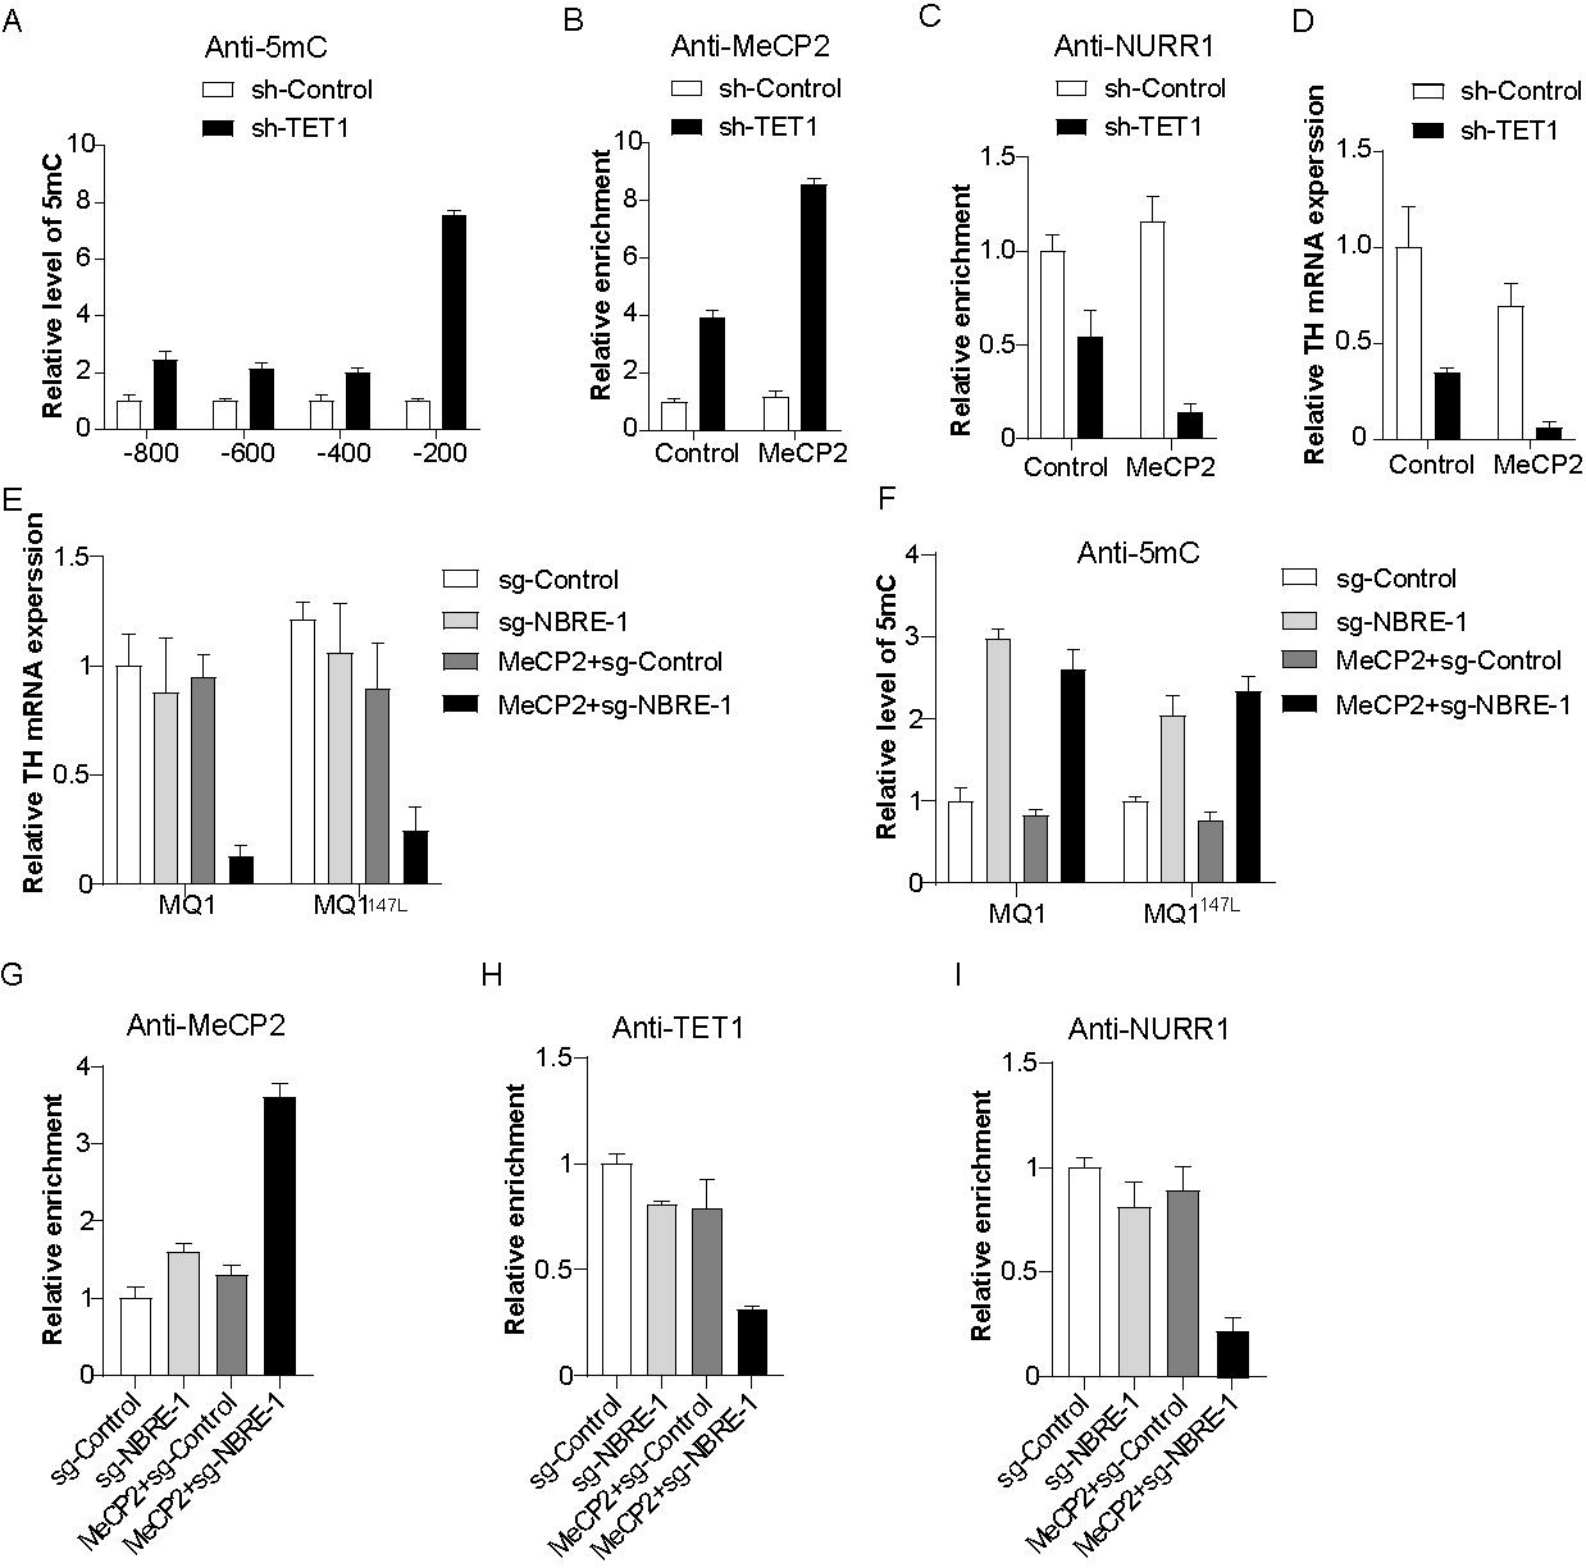 A
Anti-5mC
sh-Control
sh-TET1
Relative level of 5mC
10
8
6
4
2
0
-800 -600 -400 -200
B
Anti-MeCP2
sh-Control
sh-TET1
Relative enrichment
10
8
6
4
2
0
Control MeCP2
C
Anti-NURR1
sh-Control
sh-TET1
Relative enrichment
1.5
1.0
0.5
0
Control MeCP2
D
sh-Control
sh-TET1
Relative TH mRNA experssion
1.5
1.0
0.5
0
Control MeCP2
E
Relative TH mRNA experssion
1.5
1
0.5
0
MQ1 MQ1147L
sg-Control
sg-NBRE-1
MeCP2+sg-Control
MeCP2+sg-NBRE-1
F
Anti-5mC
Relative level of 5mC
4
3
2
1
0
MQ1 MQ1147L
sg-Control
sg-NBRE-1
MeCP2+sg-Control
MeCP2+sg-NBRE-1
G
Anti-MeCP2
Relative enrichment
4
3
2
1
0
sg-Control
sg-NBRE-1
MeCP2+sg-Control
MeCP2+sg-NBRE-1
H
Anti-TET1
Relative enrichment
1.5
1
0.5
0
sg-Control
sg-NBRE-1
MeCP2+sg-Control
MeCP2+sg-NBRE-1
I
Anti-NURR1
Relative enrichment
1.5
1
0.5
0
sg-Control
sg-NBRE-1
MeCP2+sg-Control
MeCP2+sg-NBRE-1